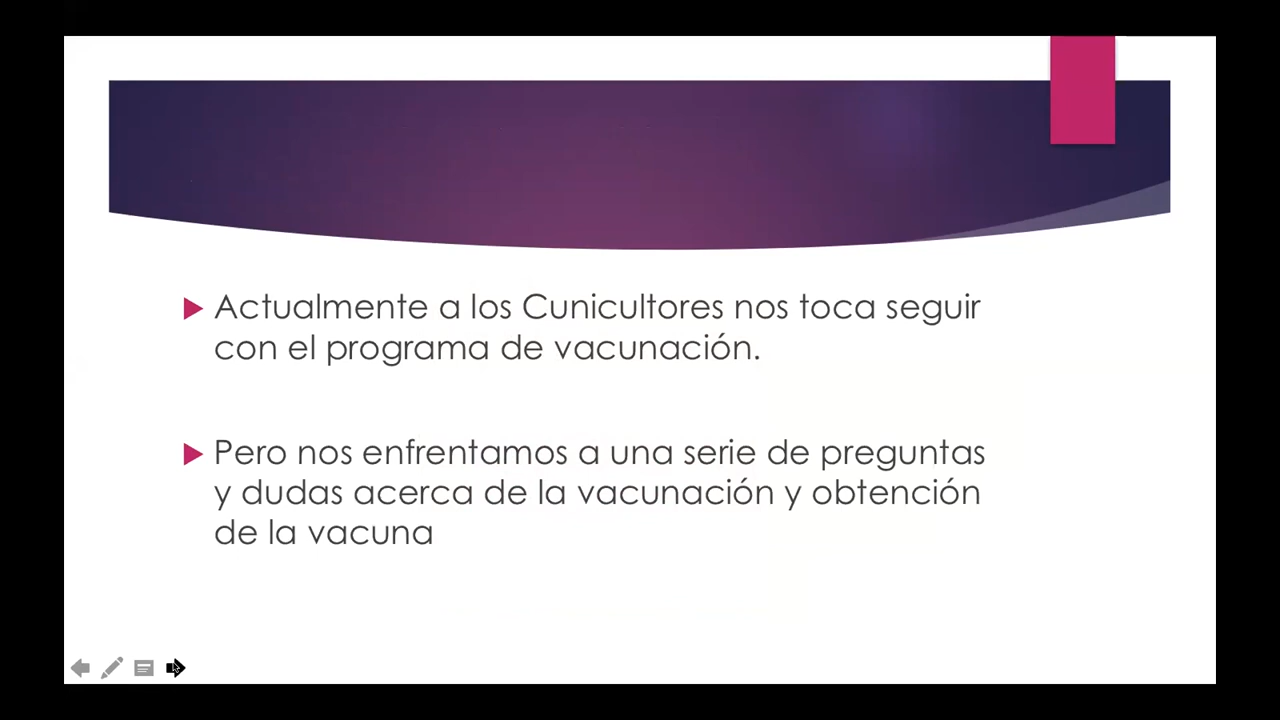 Actualmente a los Cunicultores nos toca seguir
con el programa de vacunación.
Pero nos enfrentamos a una serie de preguntas
y dudas acerca de la vacunación y obtención
de la vacuna